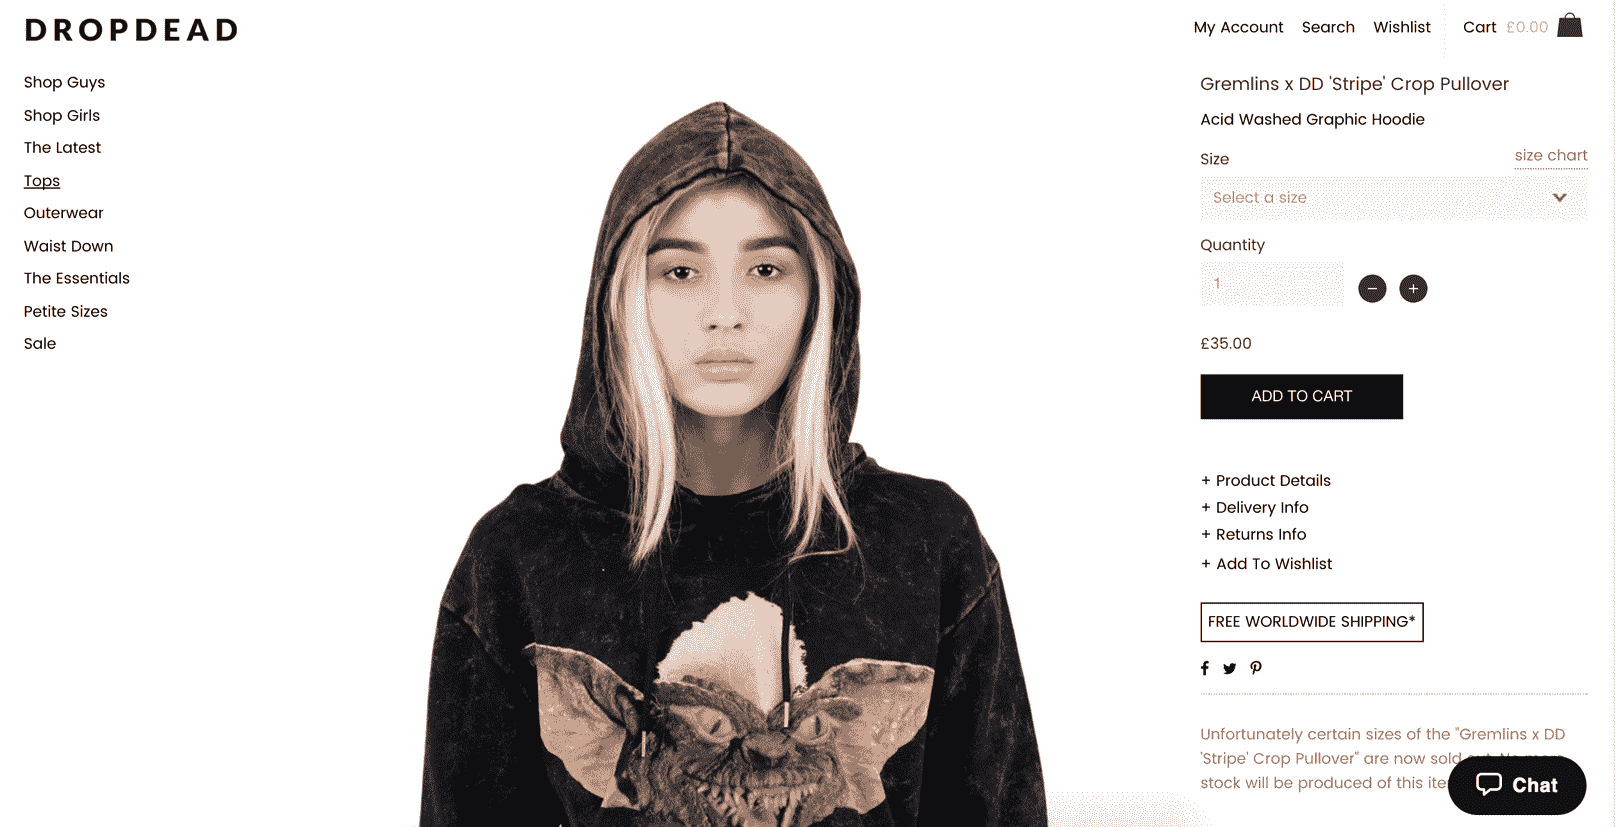 DROPDEAD
My Account Search Wishlist Cart £0.00
Shop Guys
Shop Girls
The Latest
Tops
Outerwear
Waist Down
The Essentials
Petite Sizes
Sale
Gremlins x DD 'Stripe' Crop Pullover
Acid Washed Graphic Hoodie
Size size chart
Select a size
Quantity
1
£35.00
ADD TO CART
+ Product Details
+ Delivery Info
+ Returns Info
+ Add To Wishlist
FREE WORLDWIDE SHIPPING*
Unfortunately certain sizes of the "Gremlins x DD
'Stripe' Crop Pullover" are now sold
stock will be produced of this
Chat